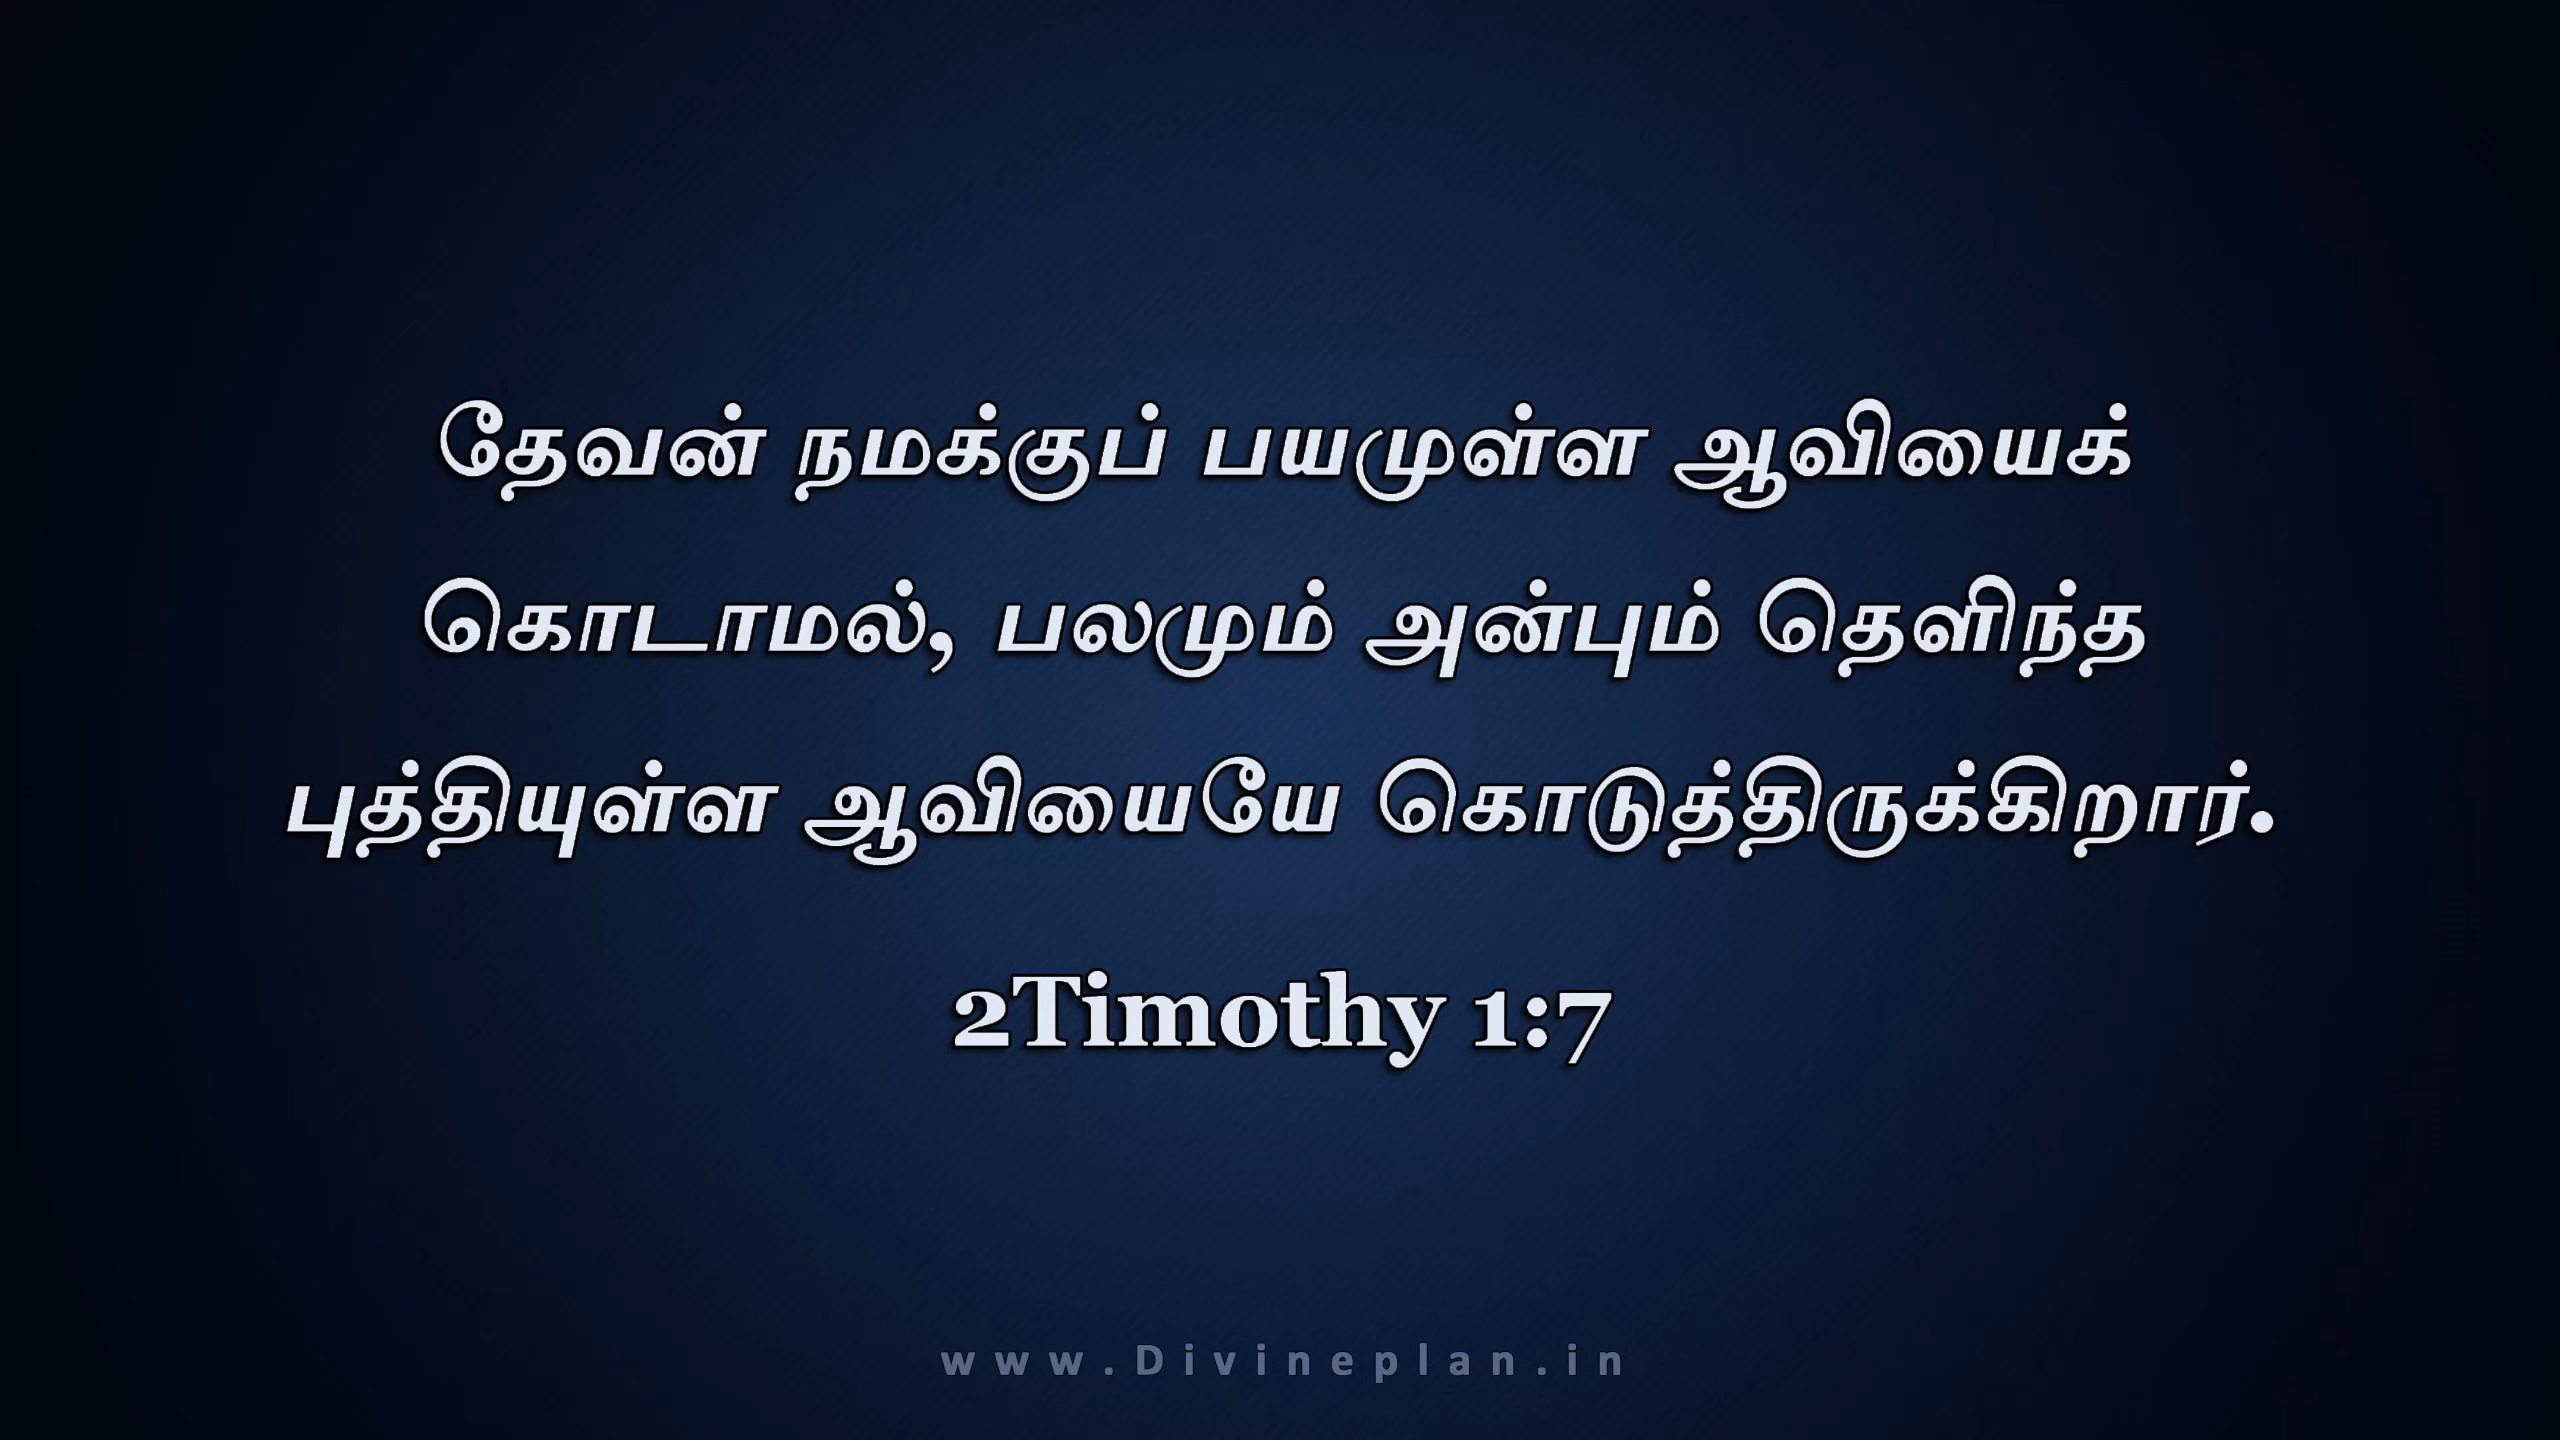 தேவன் நமக்குப் பயமுள்ள ஆவியைக்
கொடாமல், பலமும் அன்பும் தெளிந்த
புத்தியுள்ள ஆவியையே கொடுத்திருக்கிறார்.
2Timothy 1:7
www.Divineplan.in